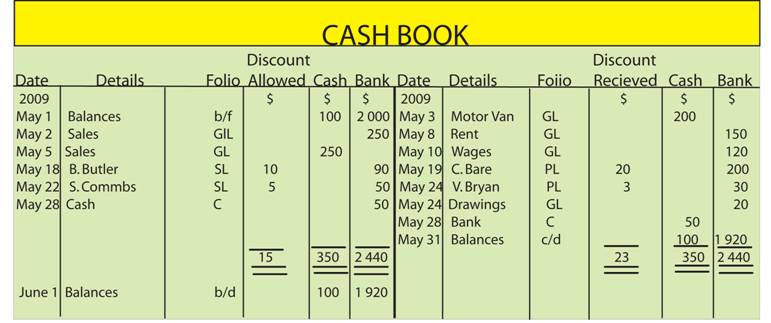 CASH BOOK
Discount Discount
Date Details Folio Allowed Cash Bank Date Details Foiio Recieved Cash Bank
2009 $ $ $ 2009 $ $ $
May 1 Balances b/f 100 2 000 May 3 Motor Van GL 200
May 2 Sales GIL 250 May 8 Rent GL 150
May 5 Sales GL 250 May 10 Wages GL 120
May 18 B. Butler SL 10 90 May 19 C. Bare PL 20 200
May 22 S. Commbs SL 5 50 May 24 V. Bryan PL 3 30
May 28 Cash C 50 May 24 Drawings GL 20
May 28 Bank C 50
May 31 Balances c/d 100 1 920
15 350 2 440 23 350 2 440
June 1 Balances b/d 100 1 920